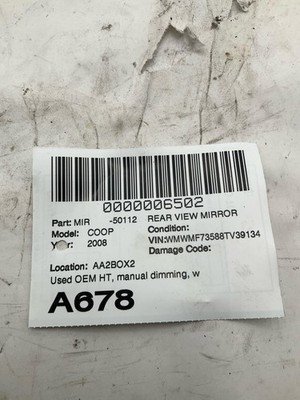 0000006502
Part: MIR -50112 REAR VIEW MIRROR
Model: COOP Condition:
Year: 2008 VIN:WMWMF73588TV39134
Damage Code:
Location: AA2BOX2
Used OEM HT, manual dimming, w
A678